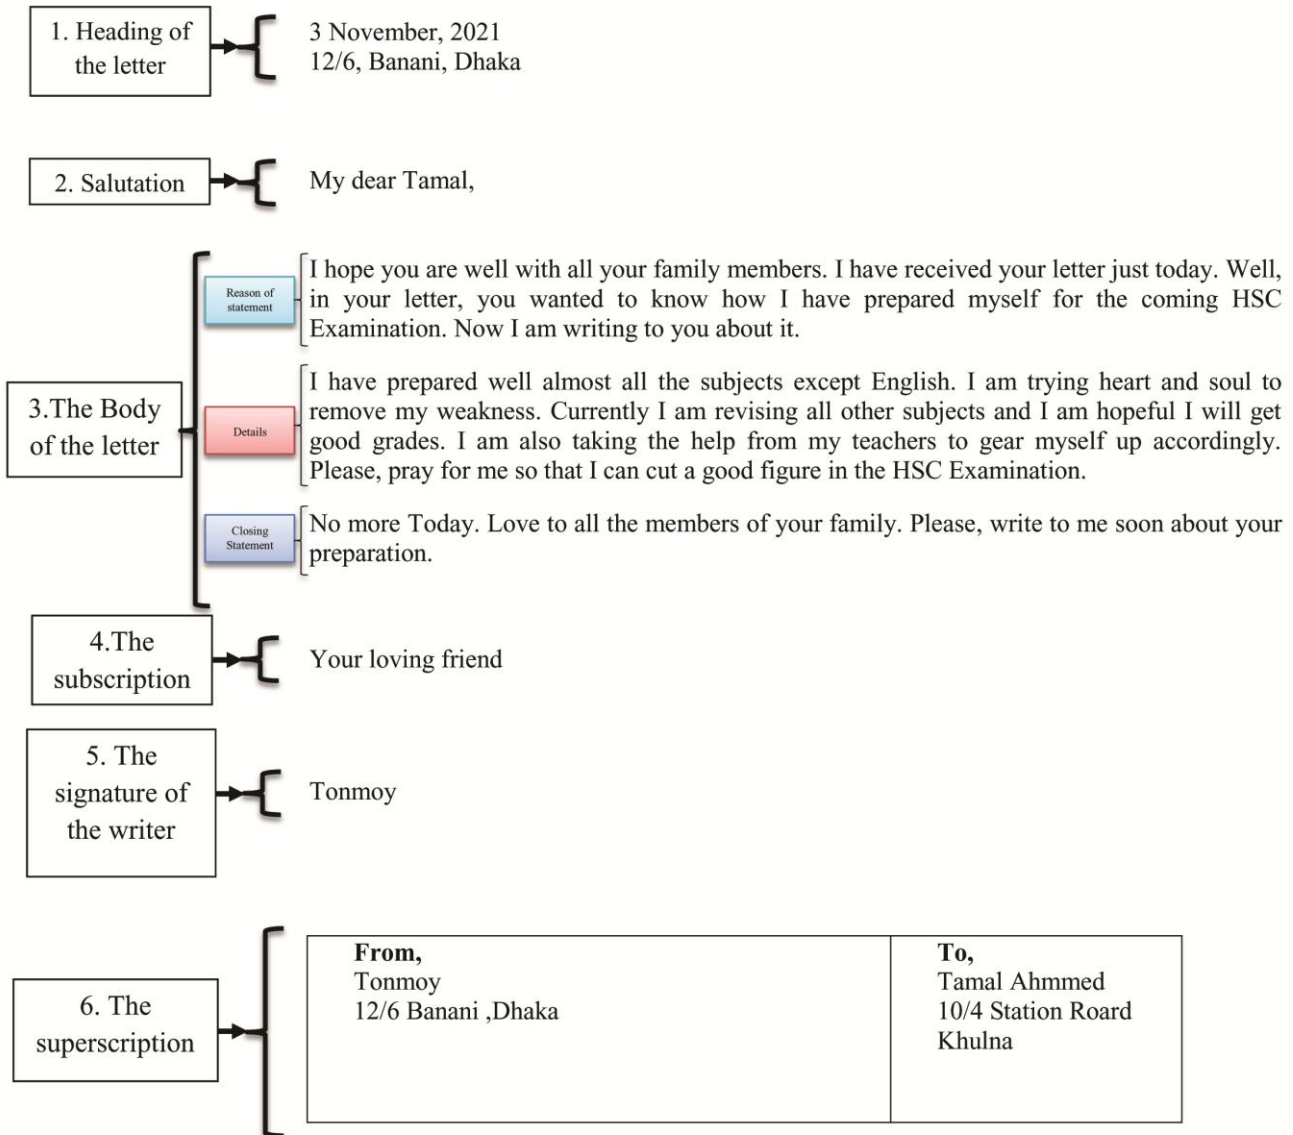 1. Heading of
the letter
3 November, 2021
12/6, Banani, Dhaka
2. Salutation
My dear Tamal,
3.The Body
of the letter
Reason of
statement
I hope you are well with all your family members. I have received your letter just today. Well,
in your letter, you wanted to know how I have prepared myself for the coming HSC
Examination. Now I am writing to you about it.
Details
I have prepared well almost all the subjects except English. I am trying heart and soul to
remove my weakness. Currently I am revising all other subjects and I am hopeful I will get
good grades. I am also taking the help from my teachers to gear myself up accordingly.
Please, pray for me so that I can cut a good figure in the HSC Examination.
Closing
Statement
No more Today. Love to all the members of your family. Please, write to me soon about your
preparation.
4.The
subscription
Your loving friend
5. The
signature of
the writer
Tonmoy
6. The
superscription
From,
Tonmoy
12/6 Banani ,Dhaka
To,
Tamal Ahmmed
10/4 Station Roard
Khulna